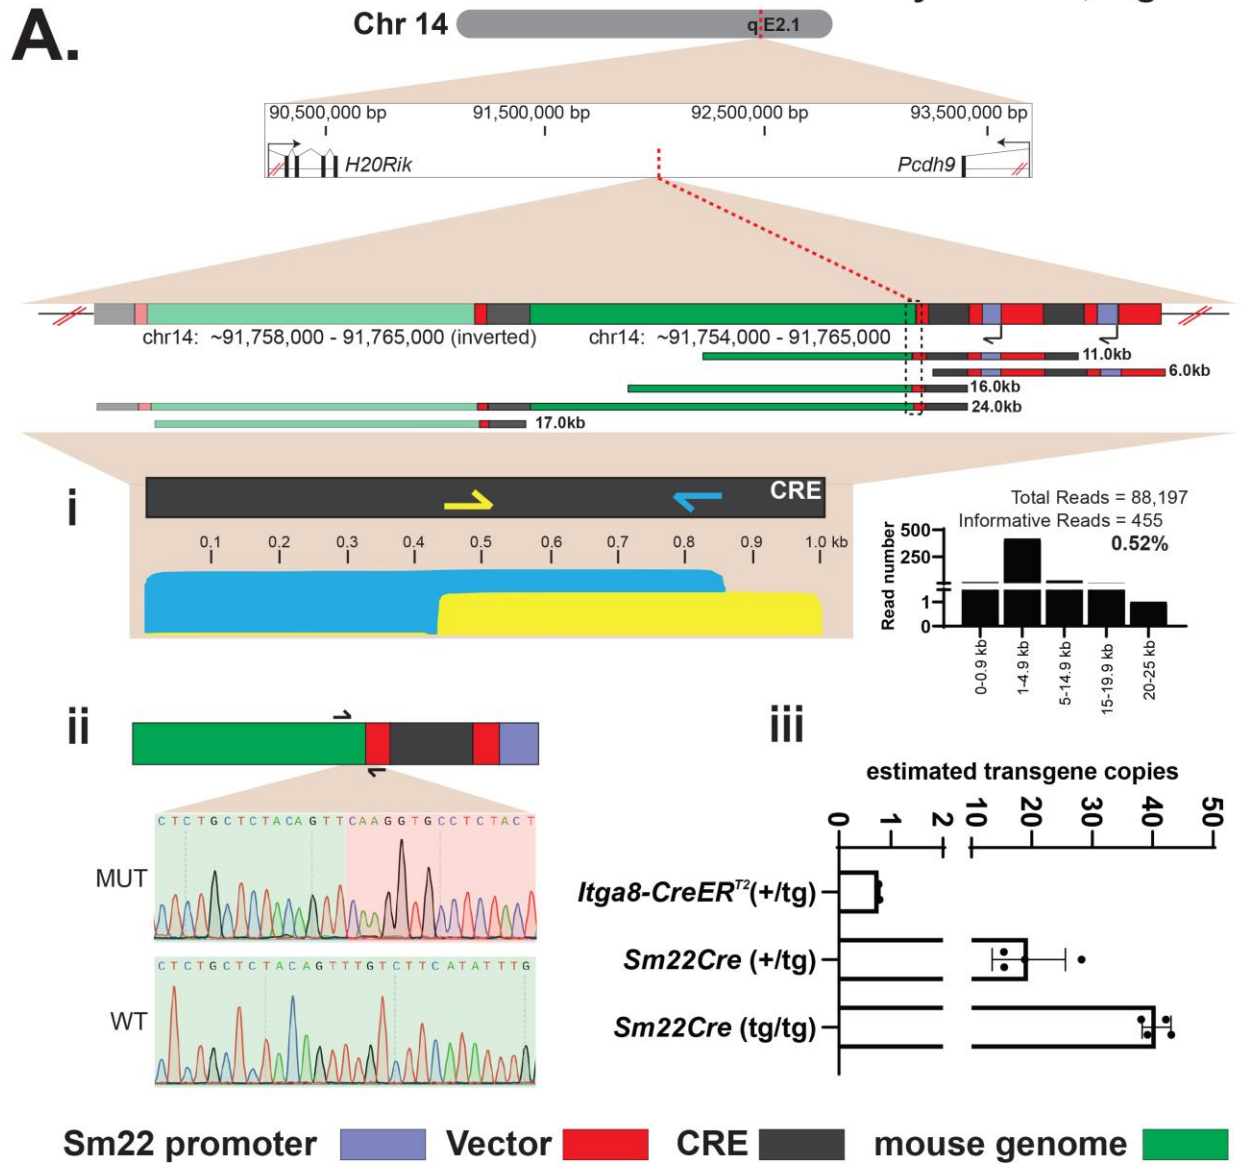 A.
Chr 14
qE2.1
90,500,000 bp 91,500,000 bp 92,500,000 bp 93,500,000 bp
H20Rik Pcdh9
chr14: ~91,758,000 - 91,765,000 (inverted) chr14: ~91,754,000 - 91,765,000
11.0kb
6.0kb
16.0kb
24.0kb
17.0kb
i
CRE
0.1 0.2 0.3 0.4 0.5 0.6 0.7 0.8 0.9 1.0 kb
Total Reads = 88,197
Informative Reads = 455
0.52%
Read number
500
250
1
0
0-0.9 kb
1-4.9 kb
5-14.9 kb
15-19.9 kb
20-25 kb
ii
MUT
C T C T G C T C T A C A G T T C A A G G T G C C T C T A C T
WT
C T C T G C T C T A C A G T T T G T C T T C A T A T T T G
iii
estimated transgene copies
0 1 2 10 20 30 40 50
Itga8-CreERT2(+/tg)
Sm22Cre (+/tg)
Sm22Cre (tg/tg)
Sm22 promoter Vector CRE mouse genome